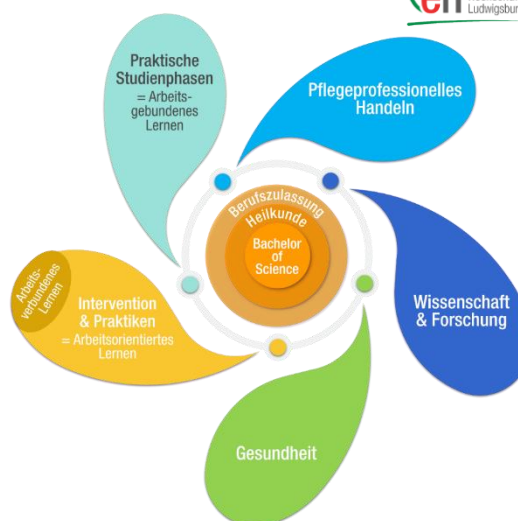 Ludwigsburg
Praktische
Studienphasen
= Arbeits-
gebundenes
Lernen
Pflegeprofessionelles
Handeln
Berufszulassung
Heilkunde
Bachelor
of
Science
Arbeits-
verbundenes
Lernen
Intervention
& Praktiken
= Arbeitsorientiertes
Lernen
Wissenschaft
& Forschung
Gesundheit